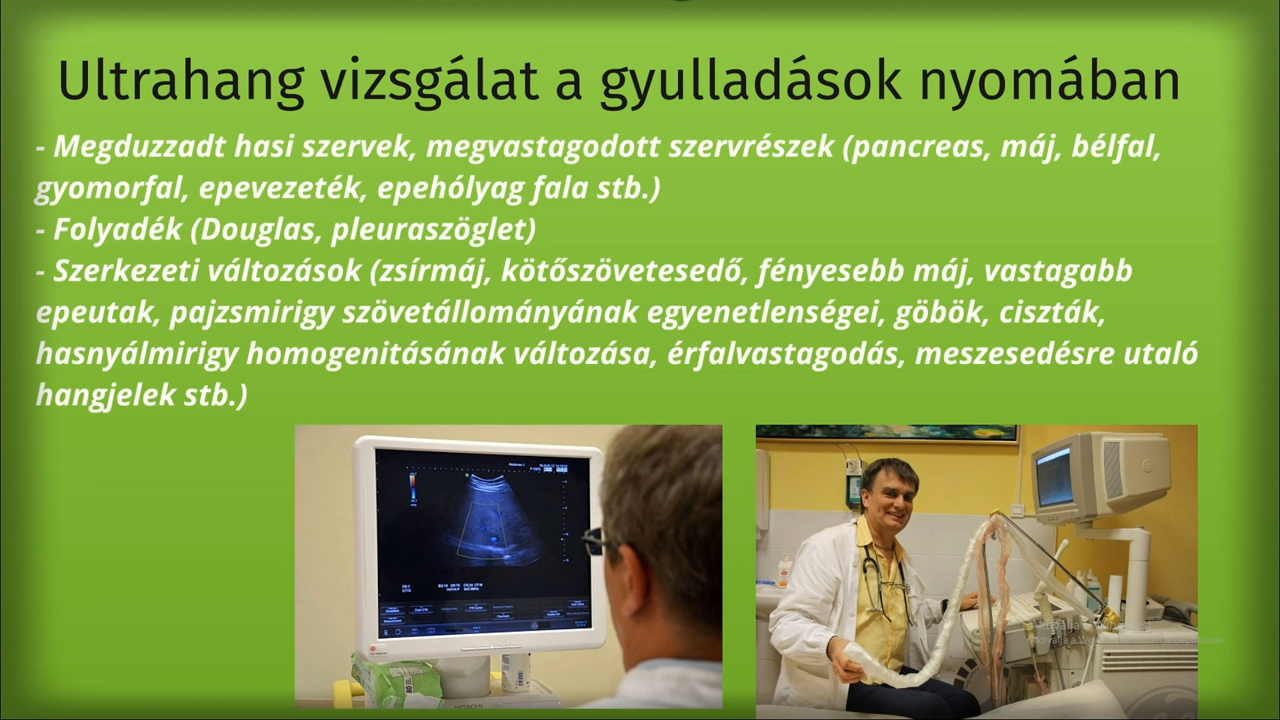 Ultrahang vizsgálat a gyulladások nyomában
- Megduzzadt hasi szervek, megvastagodott szervrészek (pancreas, máj, bélfal,
gyomorfal, epevezeték, epehólyag fala stb.)
- Folyadék (Douglas, pleuraszöglet)
- Szerkezeti változások (zsírmáj, kötőszövetesedő, fényesebb máj, vastagabb
epeutak, pajzsmirigy szövetállományának egyenetlenségei, göbök, ciszták,
hasnyálmirigy homogenitásának változása, érfalvastagodás, meszesedésre utaló
hangjelek stb.)
HITACHI